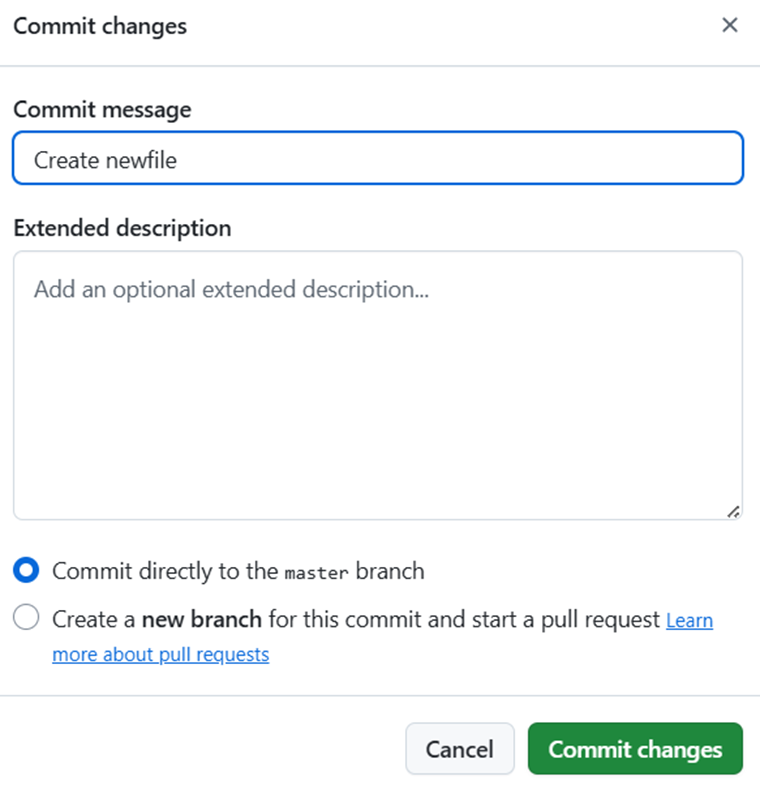 Commit changes
Commit message
Create newfile
Extended description
Add an optional extended description...
Commit directly to the master branch
Create a new branch for this commit and start a pull request Learn
more about pull requests
Cancel
Commit changes